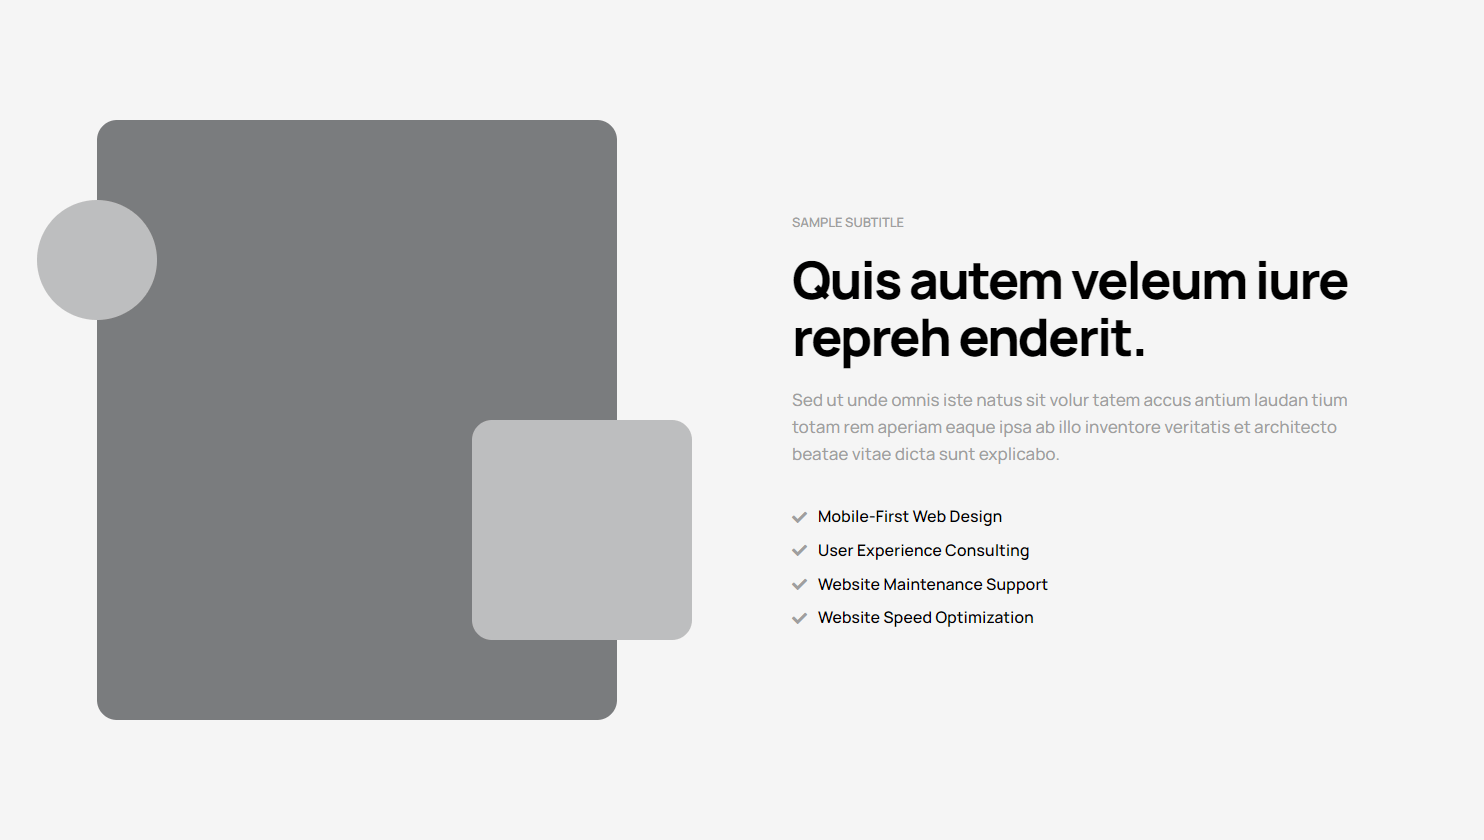 SAMPLE SUBTITLE
Quis autem veleum iure
repreh enderit.
Sed ut unde omnis iste natus sit volur tatem accus antium laudan tium
totam rem aperiam eaque ipsa ab illo inventore veritatis et architecto
beatae vitae dicta sunt explicabo.
Mobile-First Web Design
User Experience Consulting
Website Maintenance Support
Website Speed Optimization